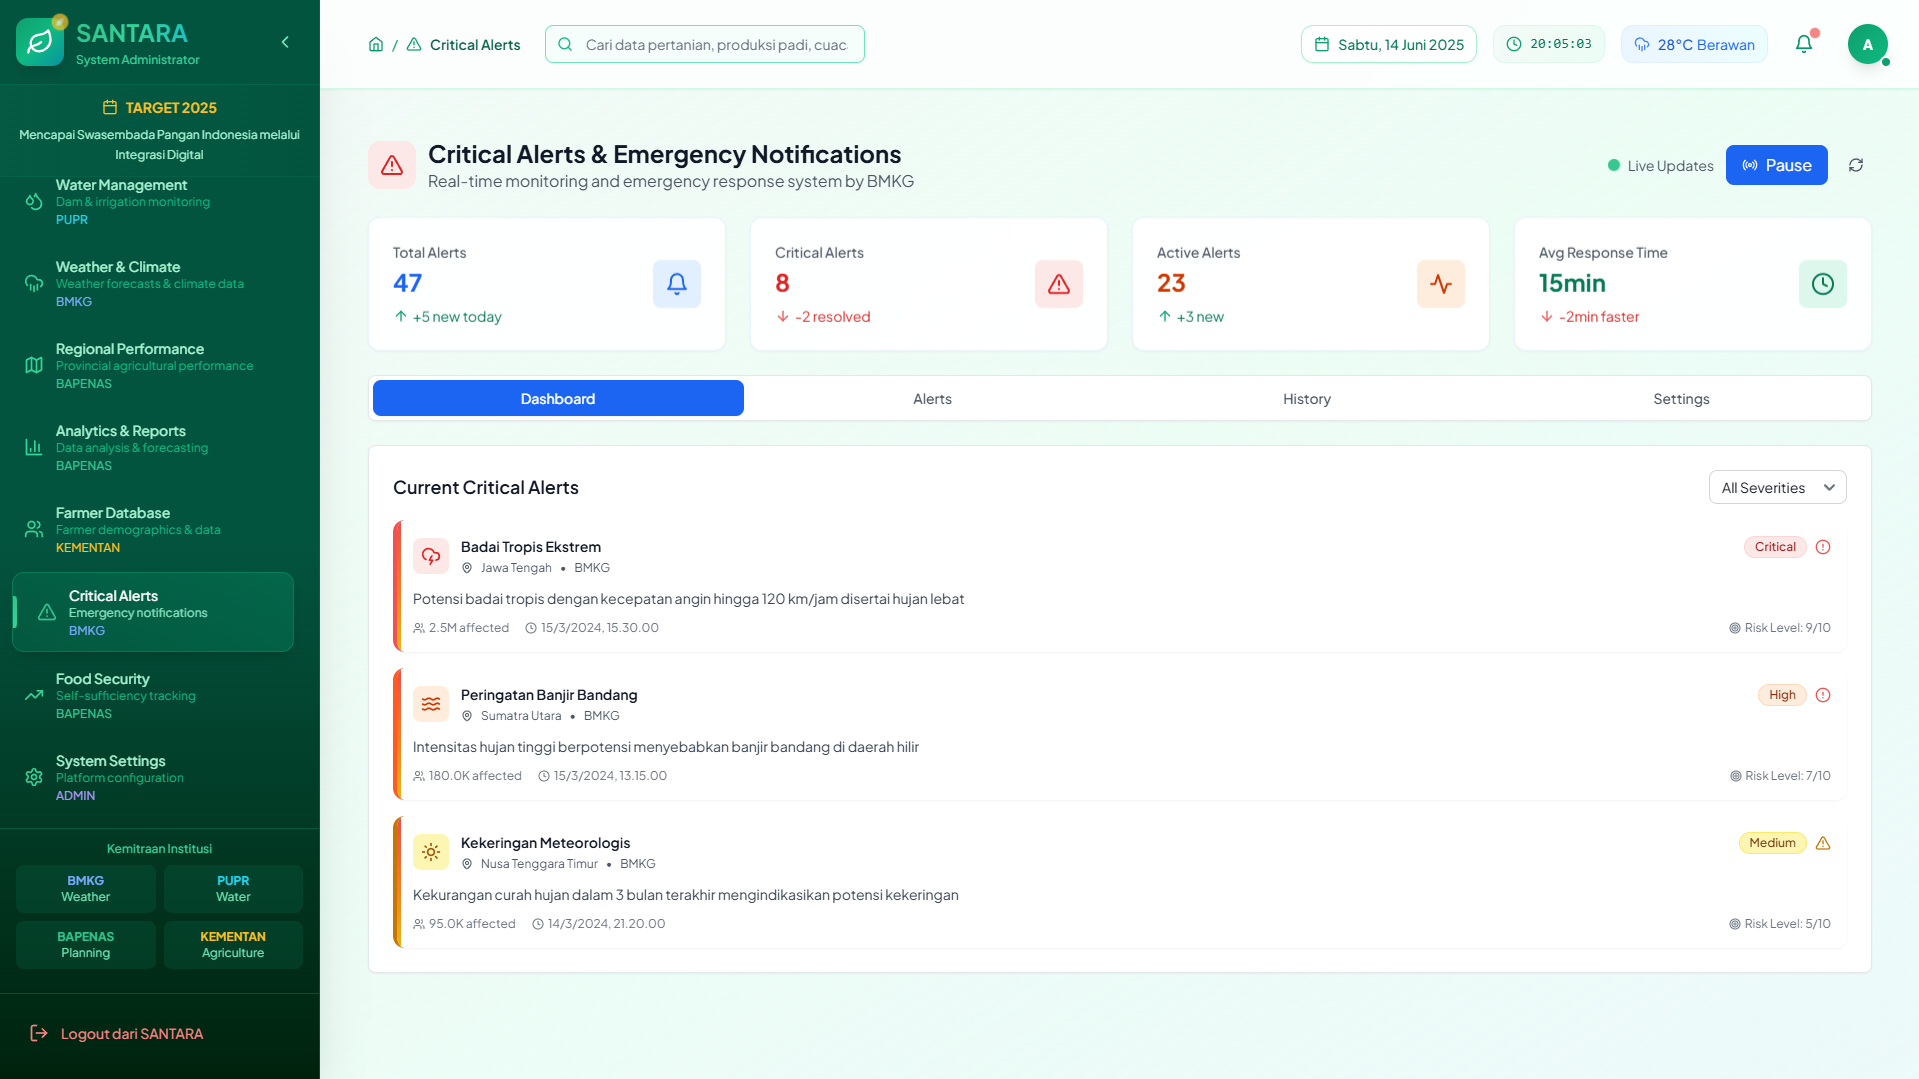 SANTARA
System Administrator
TARGET 2025
Mencapai Swasembada Pangan Indonesia melalui
Integrasi Digital
Water Management
Dam & irrigation monitoring
PUPR
Weather & Climate
Weather forecasts & climate data
BMKG
Regional Performance
Provincial agricultural performance
BAPENAS
Analytics & Reports
Data analysis & forecasting
BAPENAS
Farmer Database
Farmer demographics & data
KEMENTAN
Critical Alerts
Emergency notifications
BMKG
Food Security
Self-sufficiency tracking
BAPENAS
System Settings
Platform configuration
ADMIN
Kemitraan Institusi
BMKG
Weather
PUPR
Water
BAPENAS
Planning
KEMENTAN
Agriculture
Logout dari SANTARA
/ Critical Alerts
Cari data pertanian, produksi padi, cuac
Sabtu, 14 Juni 2025
20:05:03
28°C Berawan
A
Critical Alerts & Emergency Notifications
Real-time monitoring and emergency response system by BMKG
Live Updates
Pause
Total Alerts
47
+5 new today
Critical Alerts
8
-2 resolved
Active Alerts
23
+3 new
Avg Response Time
15min
-2min faster
Dashboard
Alerts
History
Settings
Current Critical Alerts
All Severities
Badai Tropis Ekstrem
Jawa Tengah • BMKG
Critical
Potensi badai tropis dengan kecepatan angin hingga 120 km/jam disertai hujan lebat
2.5M affected
15/3/2024, 15.30.00
Risk Level: 9/10
Peringatan Banjir Bandang
Sumatra Utara • BMKG
High
Intensitas hujan tinggi berpotensi menyebabkan banjir bandang di daerah hilir
180.0K affected
15/3/2024, 13.15.00
Risk Level: 7/10
Kekeringan Meteorologis
Nusa Tenggara Timur • BMKG
Medium
Kekurangan curah hujan dalam 3 bulan terakhir mengindikasikan potensi kekeringan
95.0K affected
14/3/2024, 21.20.00
Risk Level: 5/10